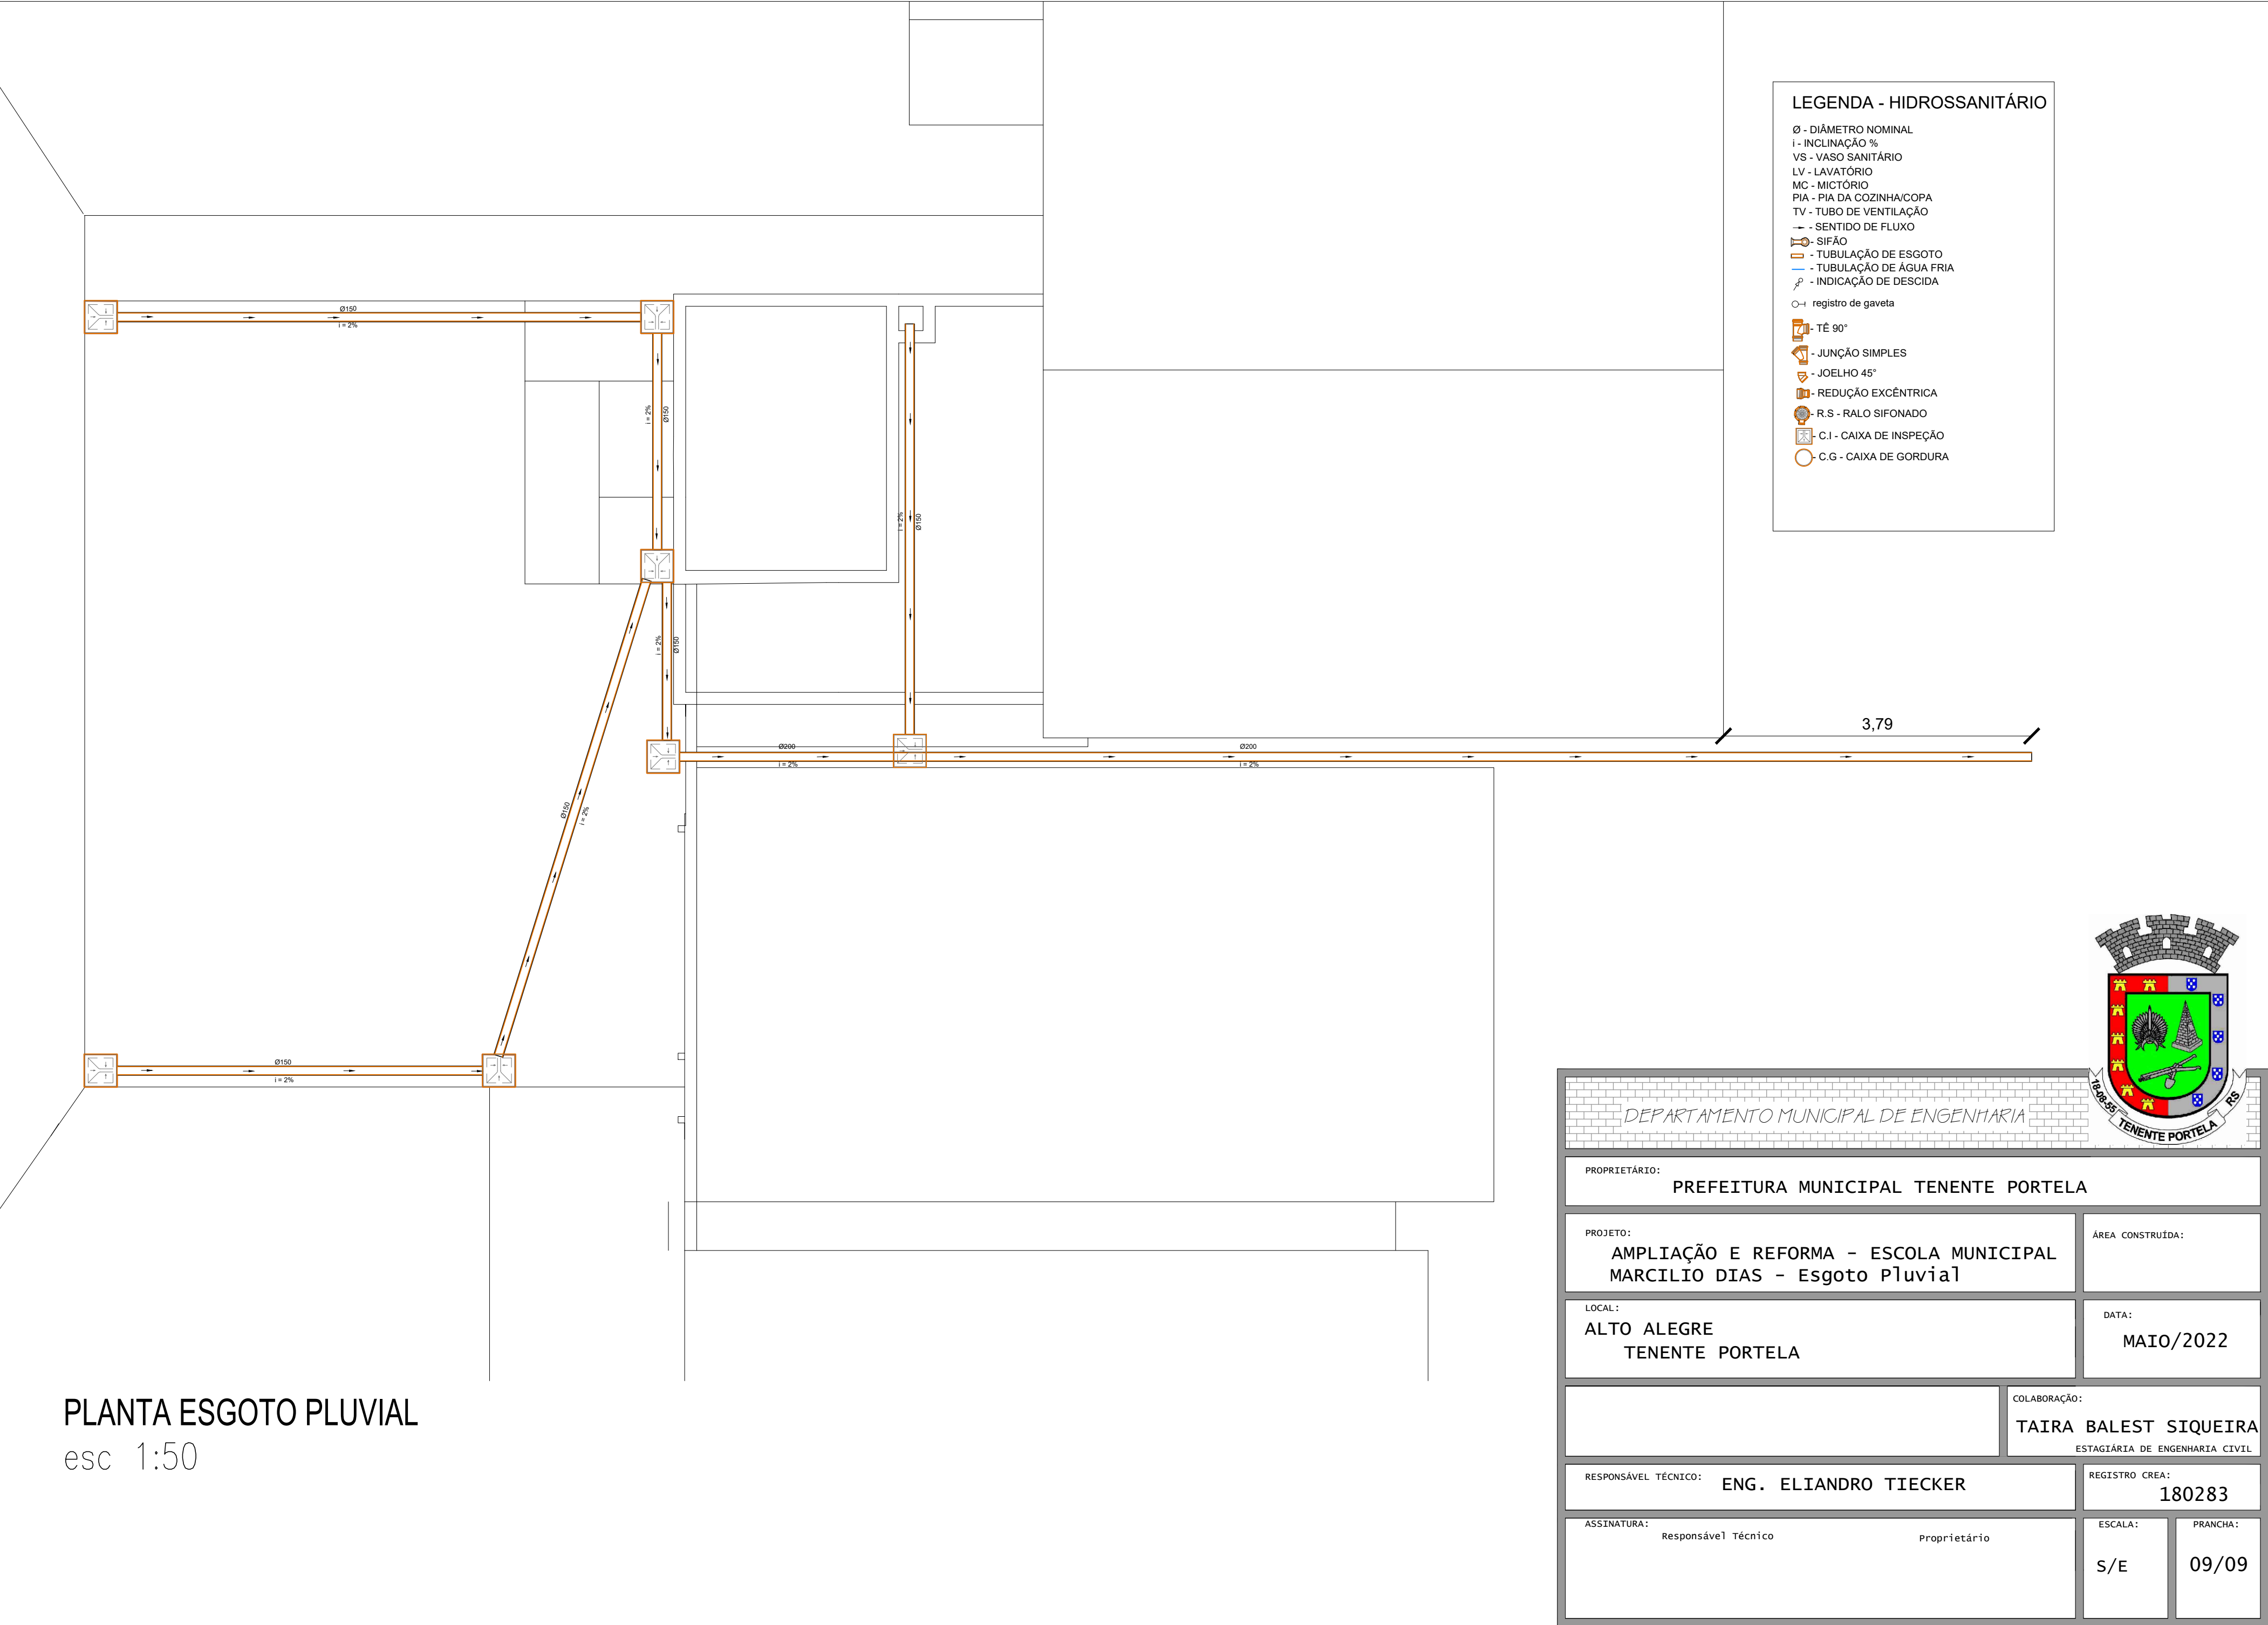 LEGENDA - HIDROSSANITÁRIO
Ø - DIÂMETRO NOMINAL
i - INCLINAÇÃO %
VS - VASO SANITÁRIO
LV - LAVATÓRIO
MC - MICTÓRIO
PIA - PIA DA COZINHA/COPA
TV - TUBO DE VENTILAÇÃO
- SENTIDO DE FLUXO
- SIFÃO
- TUBULAÇÃO DE ESGOTO
- TUBULAÇÃO DE ÁGUA FRIA
- INDICAÇÃO DE DESCIDA
registro de gaveta
- TÊ 90°
- JUNÇÃO SIMPLES
- JOELHO 45°
- REDUÇÃO EXCÊNTRICA
- R.S - RALO SIFONADO
- C.I - CAIXA DE INSPEÇÃO
- C.G - CAIXA DE GORDURA
Ø150
i = 2%
i = 2%
Ø150
i = 2%
Ø150
i = 2%
Ø150
3,79
Ø200
i = 2%
Ø200
i = 2%
Ø150
i = 2%
Ø150
i = 2%
18-08-55
TENENTE PORTELA
RS
DEPARTAMENTO MUNICIPAL DE ENGENHARIA
PROPRIETÁRIO:
PREFEITURA MUNICIPAL TENENTE PORTELA
PROJETO:
AMPLIAÇÃO E REFORMA - ESCOLA MUNICIPAL
MARCILIO DIAS - Esgoto Pluvial
ÁREA CONSTRUÍDA:
LOCAL:
ALTO ALEGRE
TENENTE PORTELA
DATA:
MAIO/2022
COLABORAÇÃO:
TAIRA BALEST SIQUEIRA
ESTAGIÁRIA DE ENGENHARIA CIVIL
RESPONSÁVEL TÉCNICO: ENG. ELIANDRO TIECKER
REGISTRO CREA:
180283
ASSINATURA:
Responsável Técnico
Proprietário
ESCALA:
S/E
PRANCHA:
09/09
PLANTA ESGOTO PLUVIAL
esc 1:50